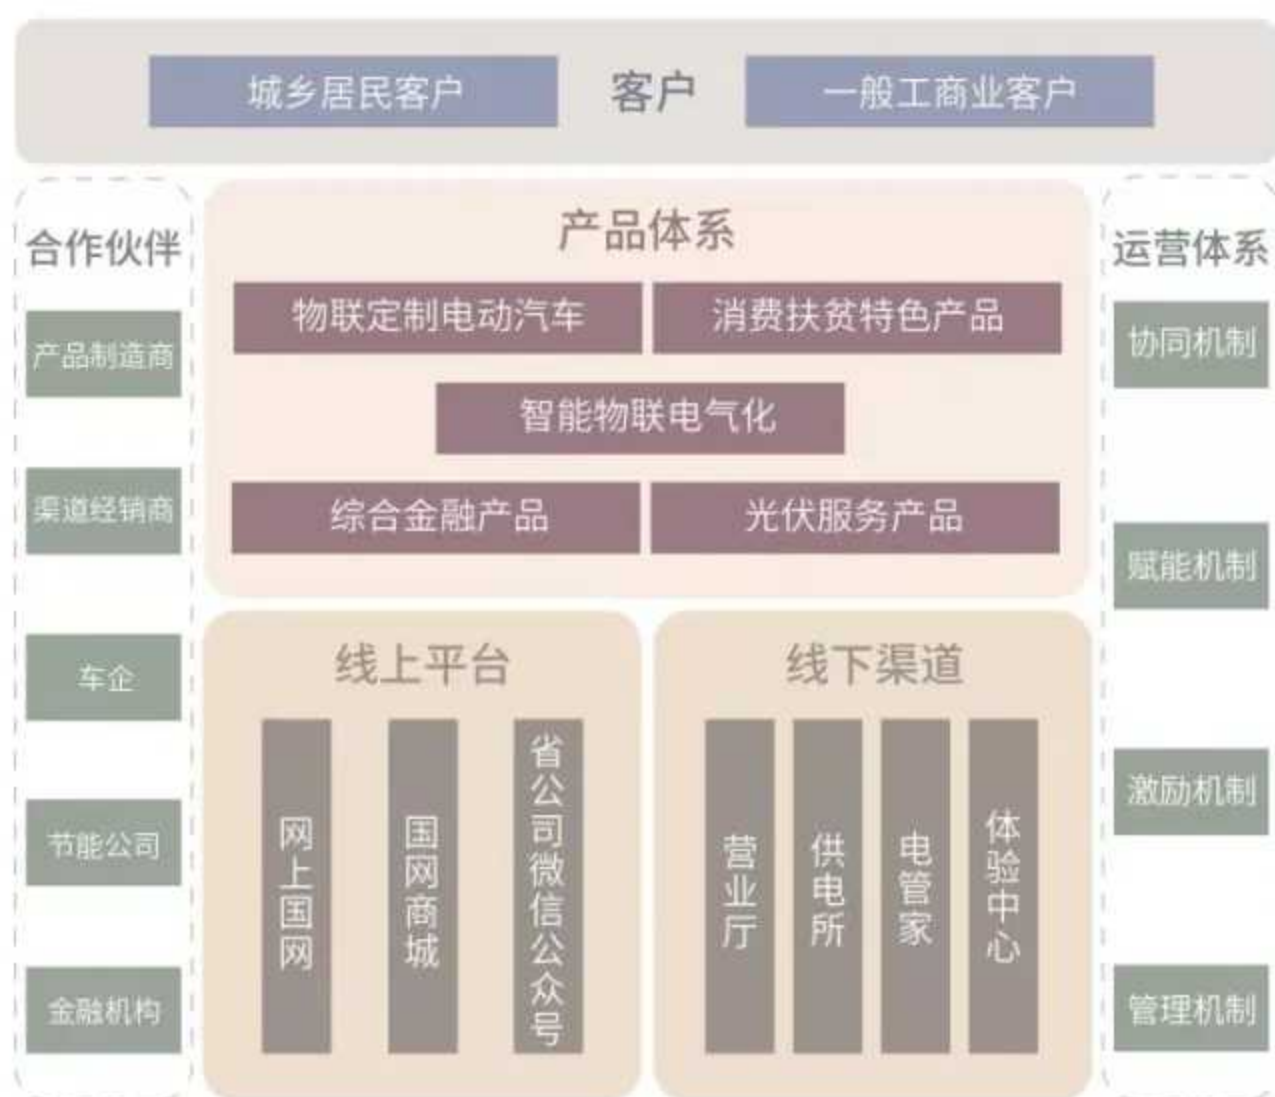 城乡居民客户
客户
一般工商业客户
合作伙伴
产品制造商
渠道经销商
车企
节能公司
金融机构
产品体系
物联定制电动汽车
消费扶贫特色产品
智能物联电气化
综合金融产品
光伏服务产品
线上平台
网上国网
国网商城
省公司微信公众号
线下渠道
营业厅
供电所
电管家
体验中心
运营体系
协同机制
赋能机制
激励机制
管理机制